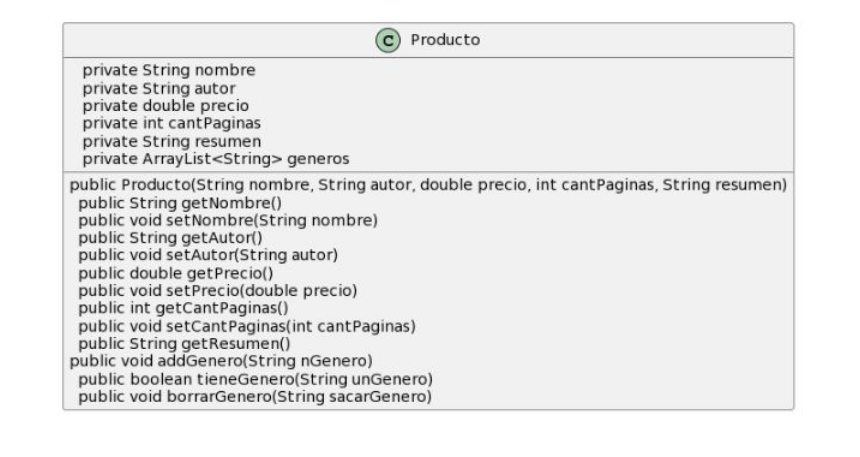 C Producto
private String nombre
private String autor
private double precio
private int cantPaginas
private String resumen
private ArrayList<String> generos
public Producto(String nombre, String autor, double precio, int cantPaginas, String resumen)
public String getNombre()
public void setNombre(String nombre)
public String getAutor()
public void setAutor(String autor)
public double getPrecio()
public void setPrecio(double precio)
public int getCantPaginas()
public void setCantPaginas(int cantPaginas)
public String getResumen()
public void addGenero(String nGenero)
public boolean tieneGenero(String unGenero)
public void borrarGenero(String sacarGenero)